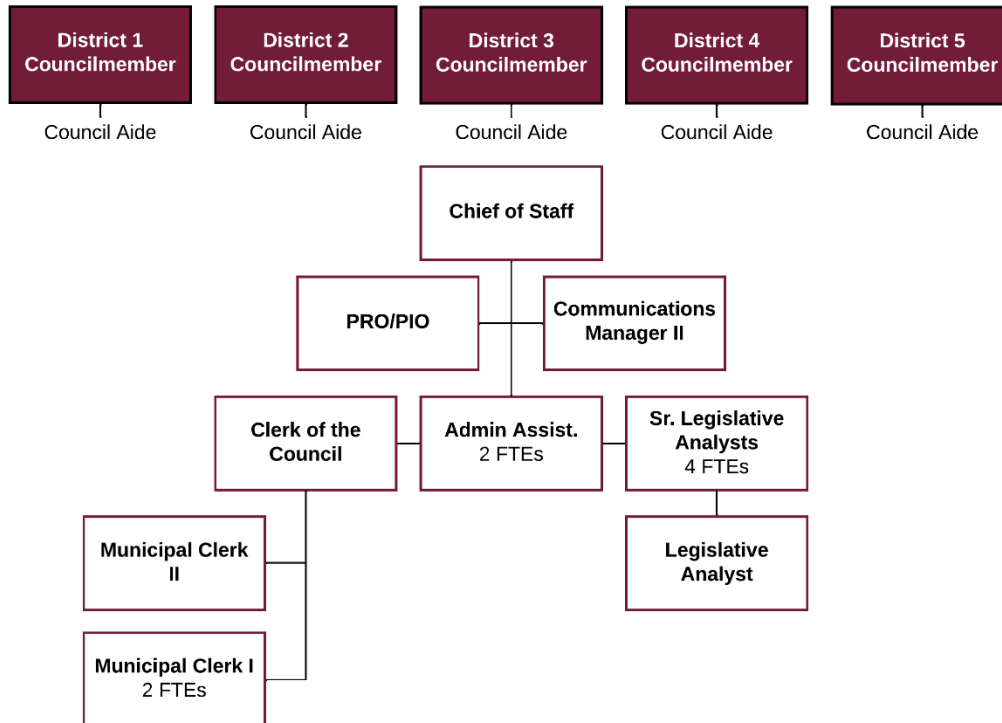 District 1
Councilmember
District 2
Councilmember
District 3
Councilmember
District 4
Councilmember
District 5
Councilmember
Council Aide
Council Aide
Council Aide
Council Aide
Council Aide
Chief of Staff
PRO/PIO
Communications
Manager II
Clerk of the
Council
Admin Assist.
2 FTEs
Sr. Legislative
Analysts
4 FTEs
Municipal Clerk
II
Legislative
Analyst
Municipal Clerk I
2 FTEs